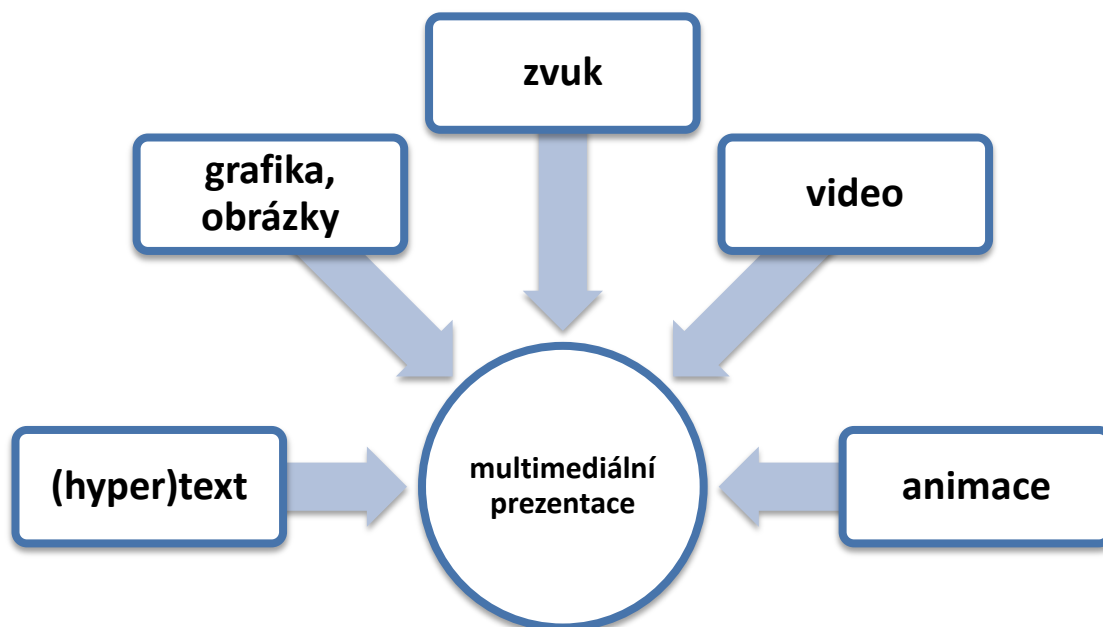 zvuk
grafika,
obrázky
video
(hyper)text
multimediální
prezentace
animace